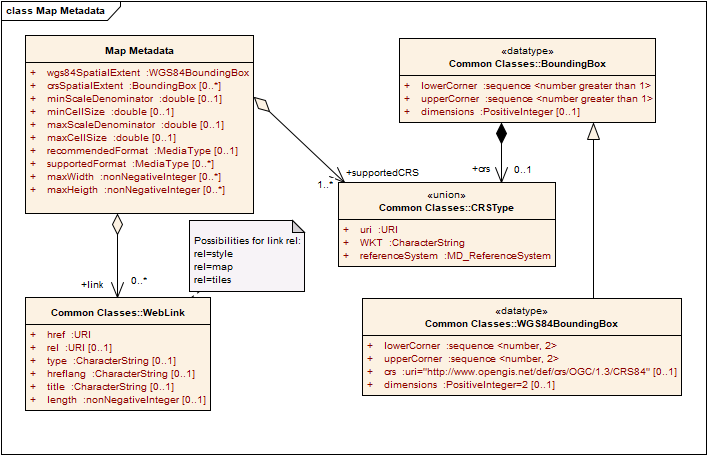 class Map Metadata
Map Metadata
+ wgs84SpatialExtent :WGS84BoundingBox
+ crsSpatialExtent :BoundingBox [0..*]
+ minScaleDenominator :double [0..1]
+ minCellSize :double [0..1]
+ maxScaleDenominator :double [0..1]
+ maxCellSize :double [0..1]
+ recommendedFormat :MediaType [0..1]
+ supportedFormat :MediaType [0..*]
+ maxWidth :nonNegativeInteger [0..*]
+ maxHeigth :nonNegativeInteger [0..*]
«datatype»
Common Classes::BoundingBox
+ lowerCorner :sequence <number greater than 1>
+ upperCorner :sequence <number greater than 1>
+ dimensions :PositiveInteger [0..1]
+supportedCRS
1..*
+crs
0..1
«union»
Common Classes::CRSType
+ uri :URI
+ WKT :CharacterString
+ referenceSystem :MD_ReferenceSystem
Possibilities for link rel:
rel=style
rel=map
rel=tiles
+link
0..*
Common Classes::WebLink
+ href :URI
+ rel :URI [0..1]
+ type :CharacterString [0..1]
+ hreflang :CharacterString [0..1]
+ title :CharacterString [0..1]
+ length :nonNegativeInteger [0..1]
«datatype»
Common Classes::WGS84BoundingBox
+ lowerCorner :sequence <number, 2>
+ upperCorner :sequence <number, 2>
+ crs :uri="http://www.opengis.net/def/crs/OGC/1.3/CRS84" [0..1]
+ dimensions :PositiveInteger=2 [0..1]